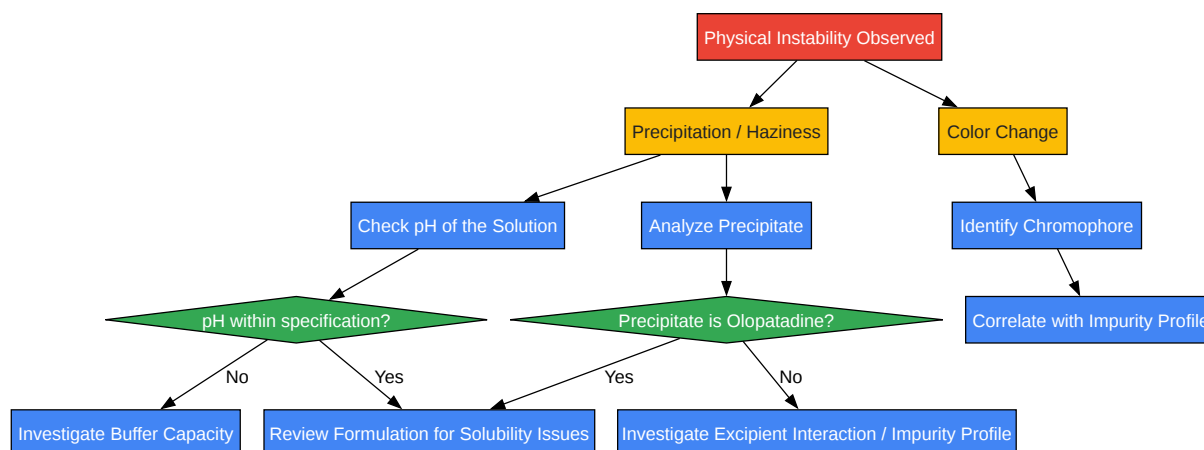 Physical Instability Observed
Precipitation / Haziness
Color Change
Check pH of the Solution
Analyze Precipitate
Identify Chromophore
pH within specification?
Precipitate is Olopatadine?
Correlate with Impurity Profile
No
Yes
Yes
No
Investigate Buffer Capacity
Review Formulation for Solubility Issues
Investigate Excipient Interaction / Impurity Profile